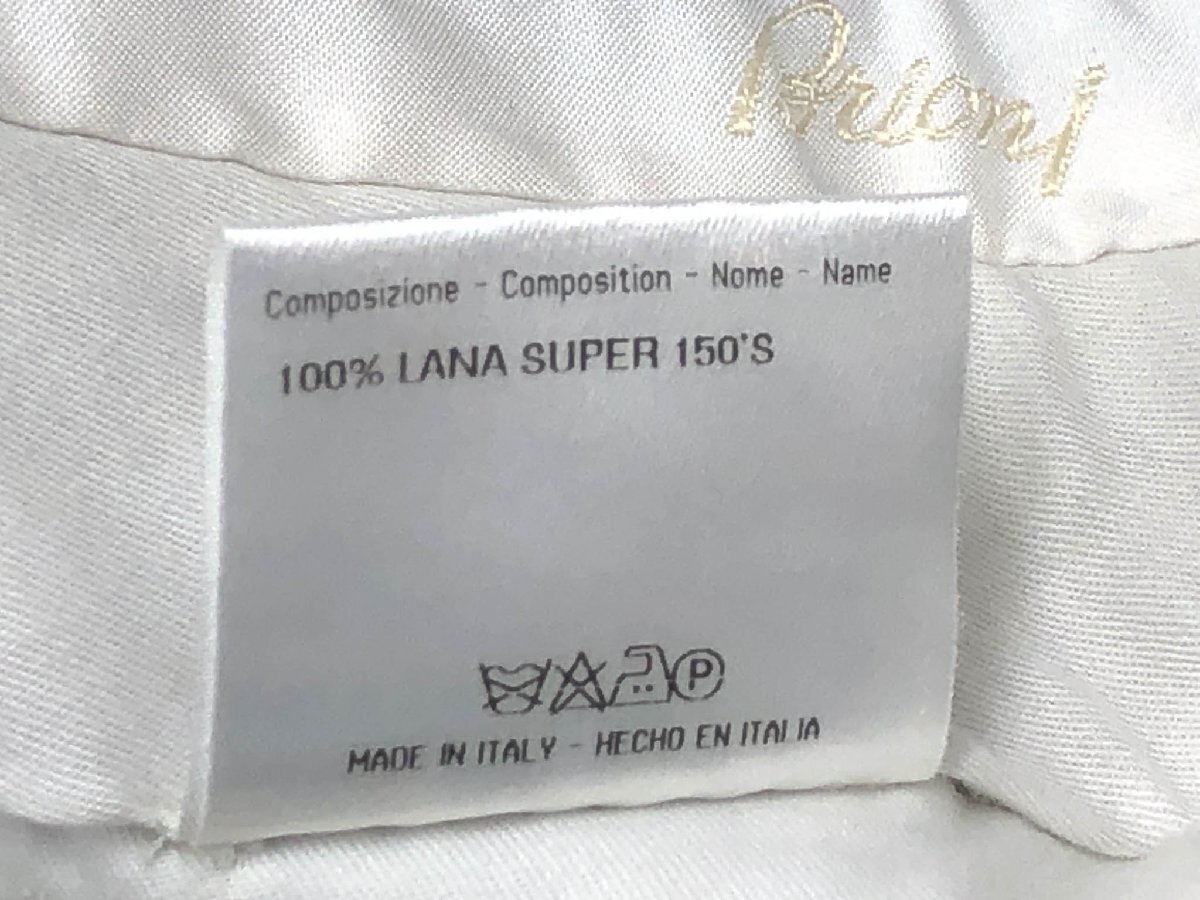 Brioni
Composizione - Composition - Nome - Name
100% LANA SUPER 150'S
P
MADE IN ITALY - HECHO EN ITALIA